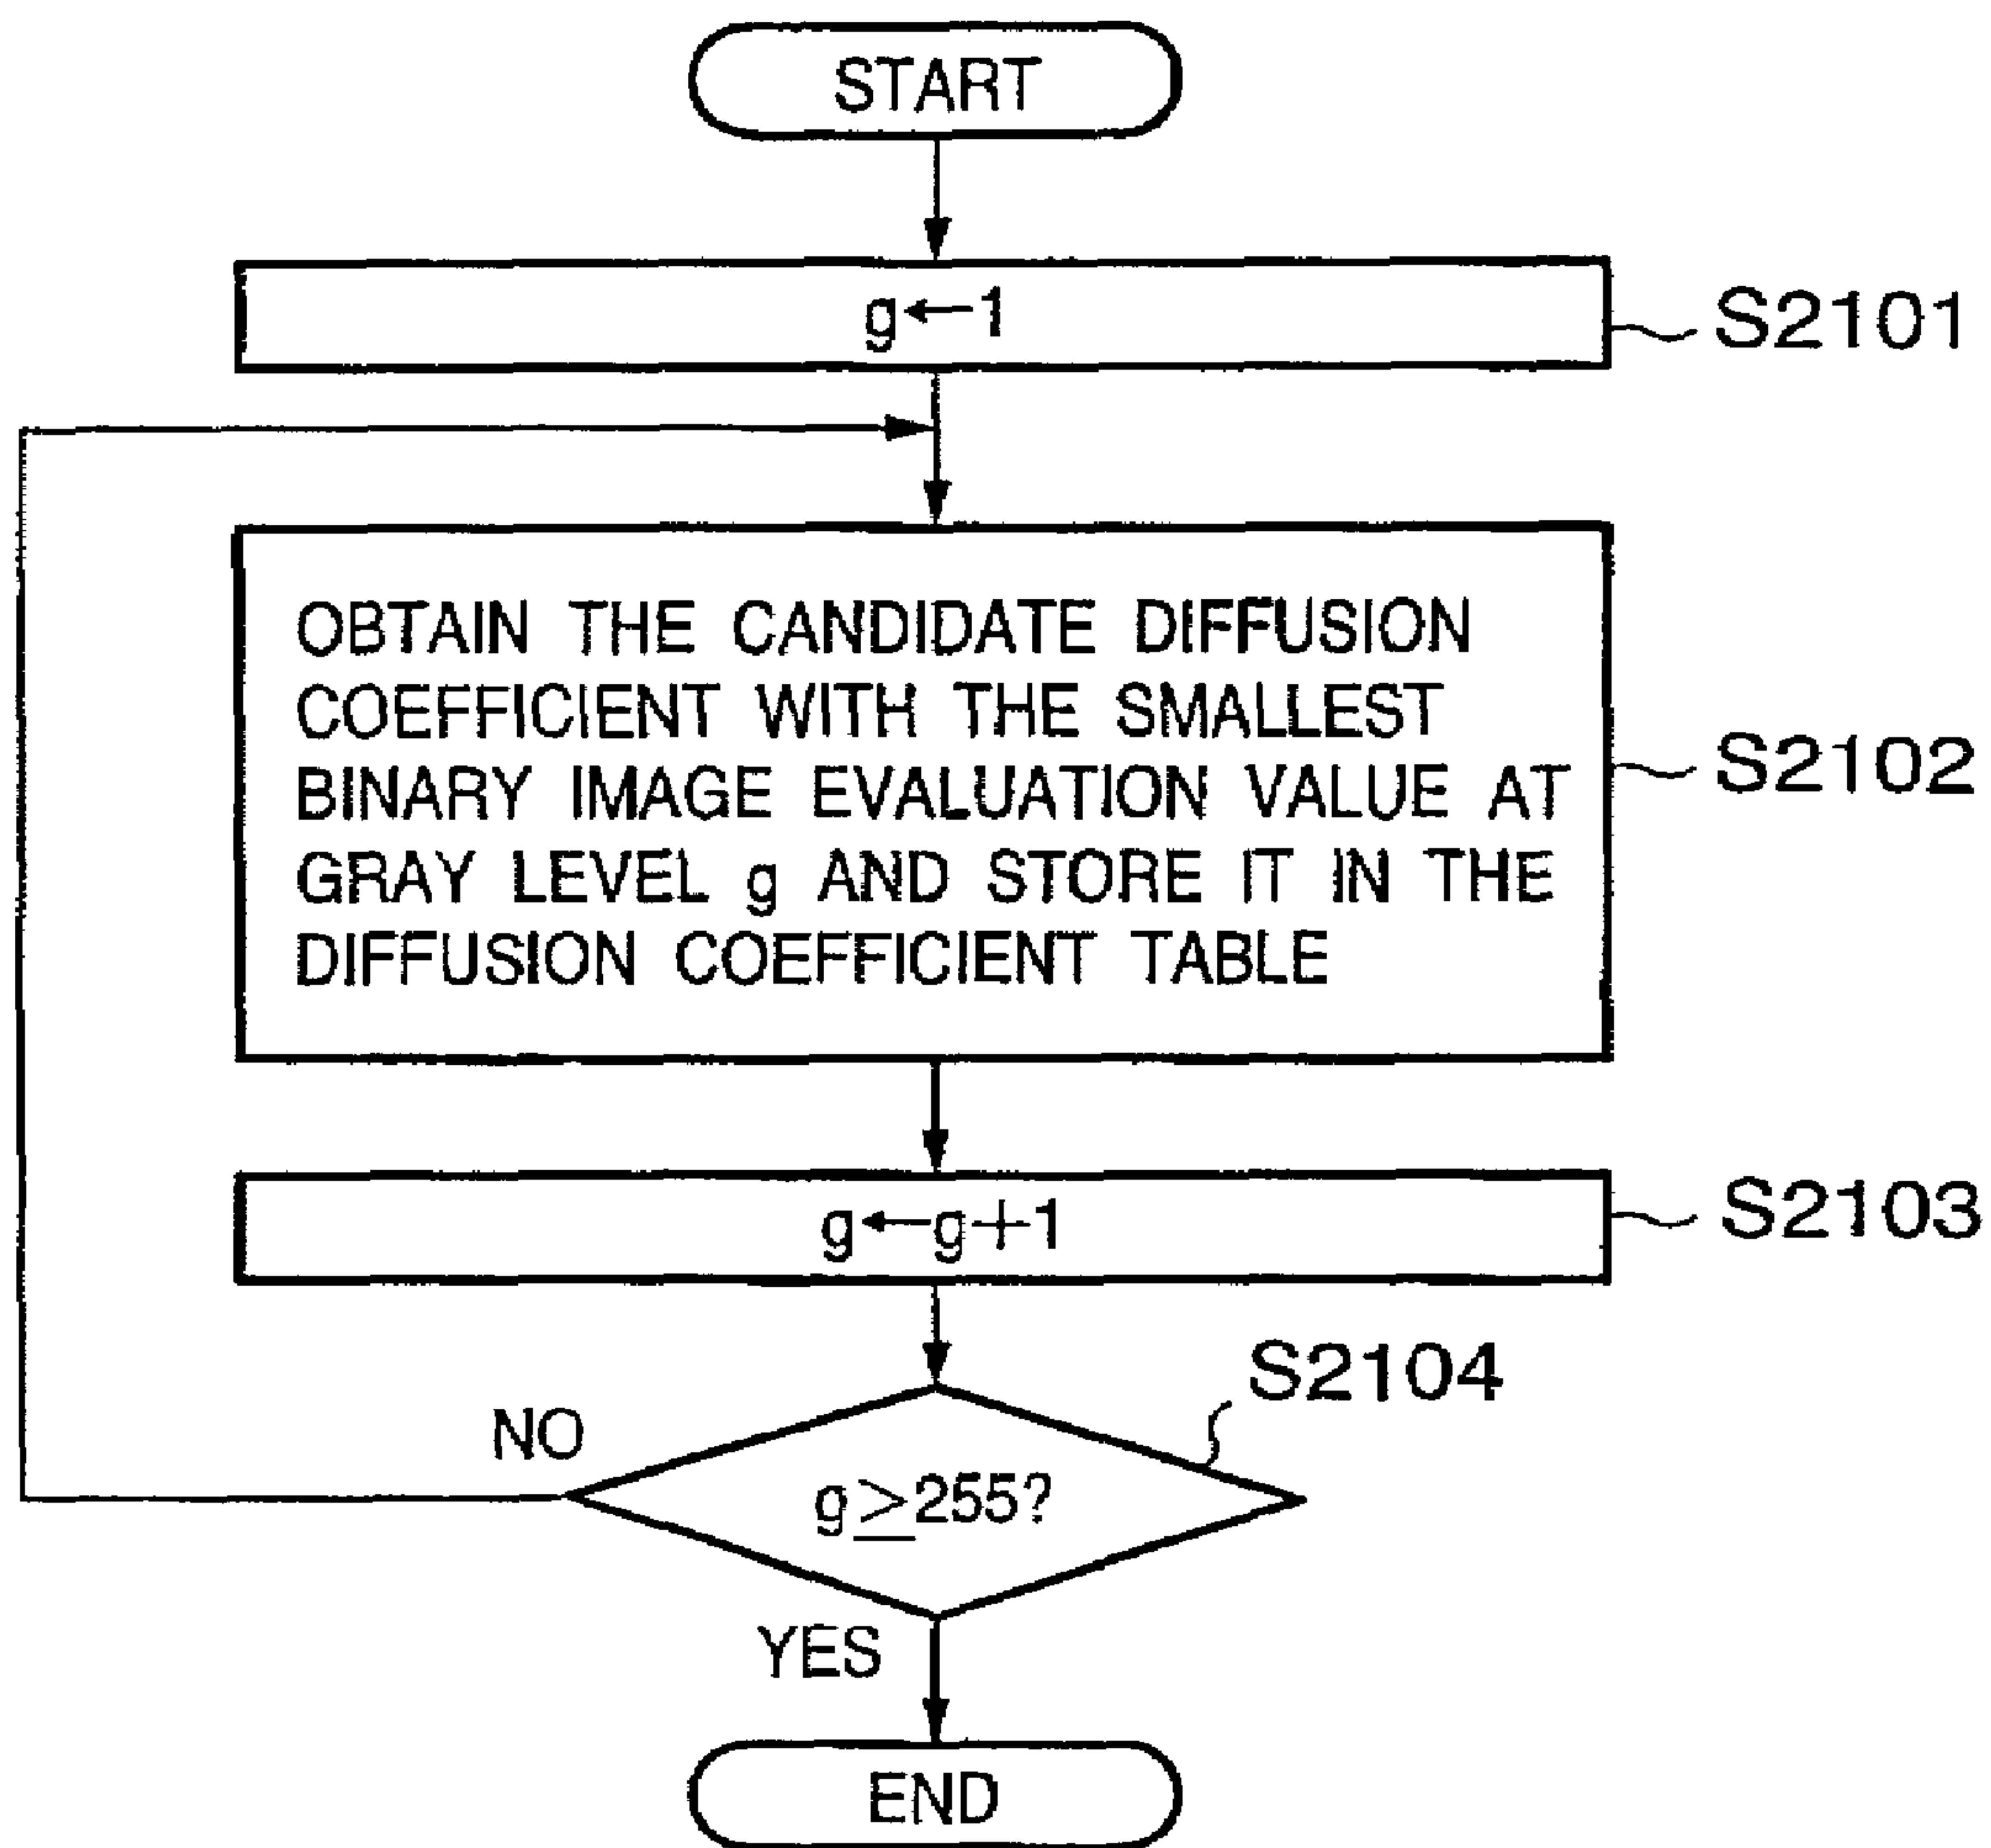 START
g←1
S2101
OBTAIN THE CANDIDATE DIFFUSION
COEFFICIENT WITH THE SMALLEST
BINARY IMAGE EVALUATION VALUE AT
GRAY LEVEL g AND STORE IT IN THE
DIFFUSION COEFFICIENT TABLE
S2102
g←g+1
S2103
S2104
NO
g≥255?
YES
END